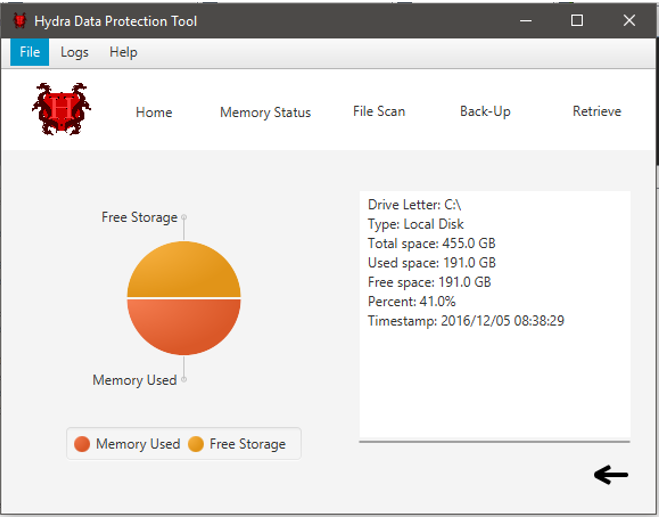 Hydra Data Protection Tool
File Logs Help
H
Home Memory Status File Scan Back-Up Retrieve
Free Storage
Memory Used
Memory Used Free Storage
Drive Letter: C:\
Type: Local Disk
Total space: 455.0 GB
Used space: 191.0 GB
Free space: 191.0 GB
Percent: 41.0%
Timestamp: 2016/12/05 08:38:29